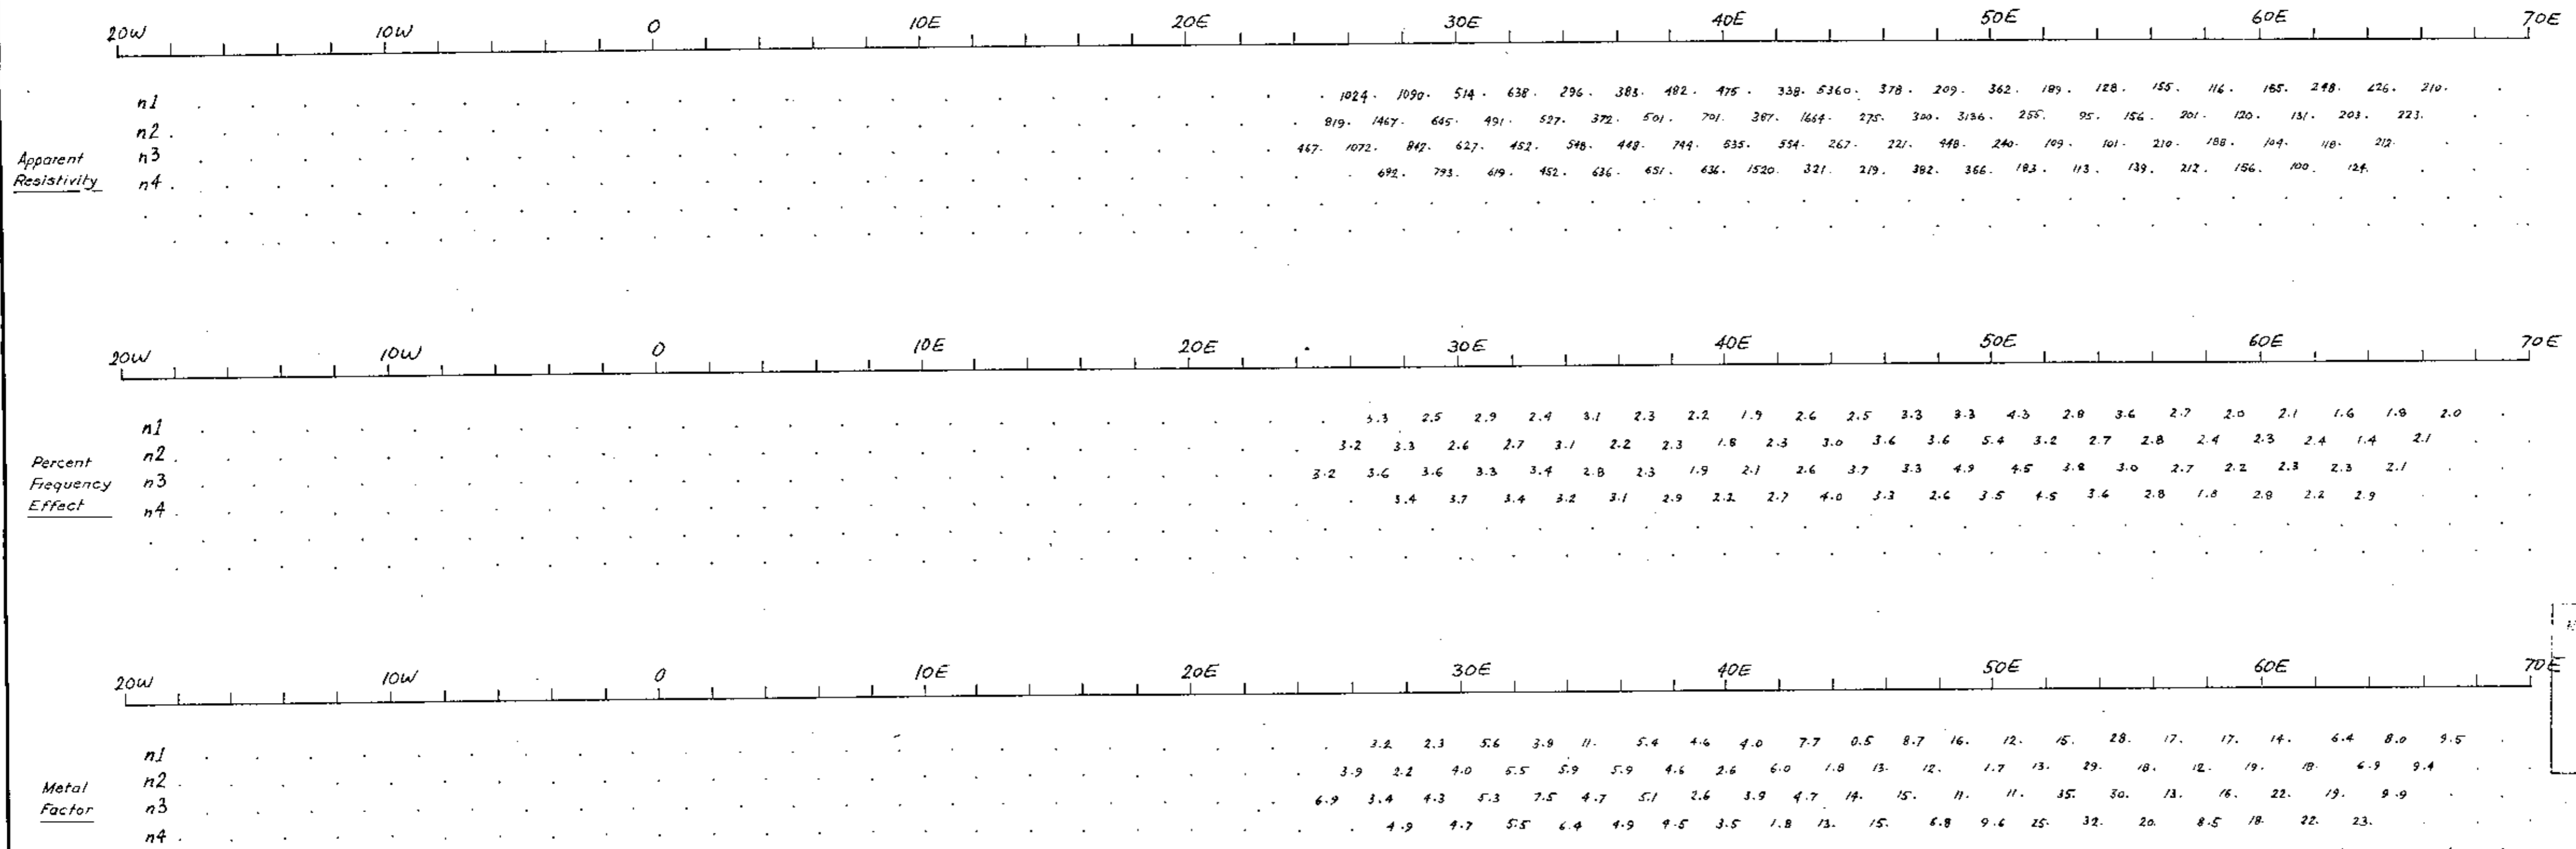 20W 10W 0 10E 20E 30E 40E 50E 60E 70E
n1 1024. 1090. 514. 638. 296. 383. 482. 475. 338. 5360. 378. 209. 362. 189. 128. 155. 116. 248. 226. 210.
n2 819. 1467. 645. 491. 527. 372. 501. 701. 387. 1664. 275. 300. 3136. 255. 95. 156. 201. 120. 131. 203. 223.
Apparent n3 467. 1072. 842. 627. 452. 548. 448. 744. 535. 554. 267. 221. 448. 240. 109. 101. 210. 188. 104. 118. 212.
Resistivity n4 692. 793. 619. 452. 636. 651. 636. 1520. 321. 219. 382. 366. 183. 113. 139. 212. 156. 100. 124.
20W 10W 0 10E 20E 30E 40E 50E 60E 70E
n1 3.3 2.5 2.9 2.4 3.1 2.3 2.2 1.9 2.6 2.5 3.3 3.3 4.3 2.8 3.6 2.7 2.0 2.1 1.6 1.8 2.0
n2 3.2 3.3 2.6 2.7 3.1 2.2 2.3 1.8 2.3 3.0 3.6 3.6 5.4 3.2 2.7 2.8 2.4 2.3 2.4 1.4 2.1
Percent
Frequency n3 3.2 3.6 3.6 3.3 3.4 2.8 2.3 1.9 2.1 2.6 3.7 3.3 4.9 4.5 3.8 3.0 2.7 2.2 2.3 2.3 2.1
Effect n4 3.4 3.7 3.4 3.2 3.1 2.9 2.2 2.7 4.0 3.3 2.6 3.5 4.5 3.6 2.8 1.8 2.8 2.2 2.9
20W 10W 0 10E 20E 30E 40E 50E 60E 70E
n1 3.2 2.3 5.6 3.8 11. 5.4 4.6 4.0 7.7 0.5 8.7 16. 12. 15. 28. 17. 17. 14. 6.4 8.0 9.5
n2 3.9 2.2 4.0 5.5 5.9 5.9 4.6 2.6 6.0 1.8 13. 12. 1.7 13. 29. 18. 12. 19. 18. 6.9 9.4
Metal
Factor n3 6.9 3.4 4.3 5.3 7.5 4.7 5.1 2.6 3.9 4.7 14. 15. 11. 11. 35. 30. 13. 16. 22. 19. 9.9
n4 4.9 4.7 5.5 6.4 4.9 4.5 3.5 1.8 13. 15. 6.8 9.6 25. 32. 20. 8.5 18. 22. 23.